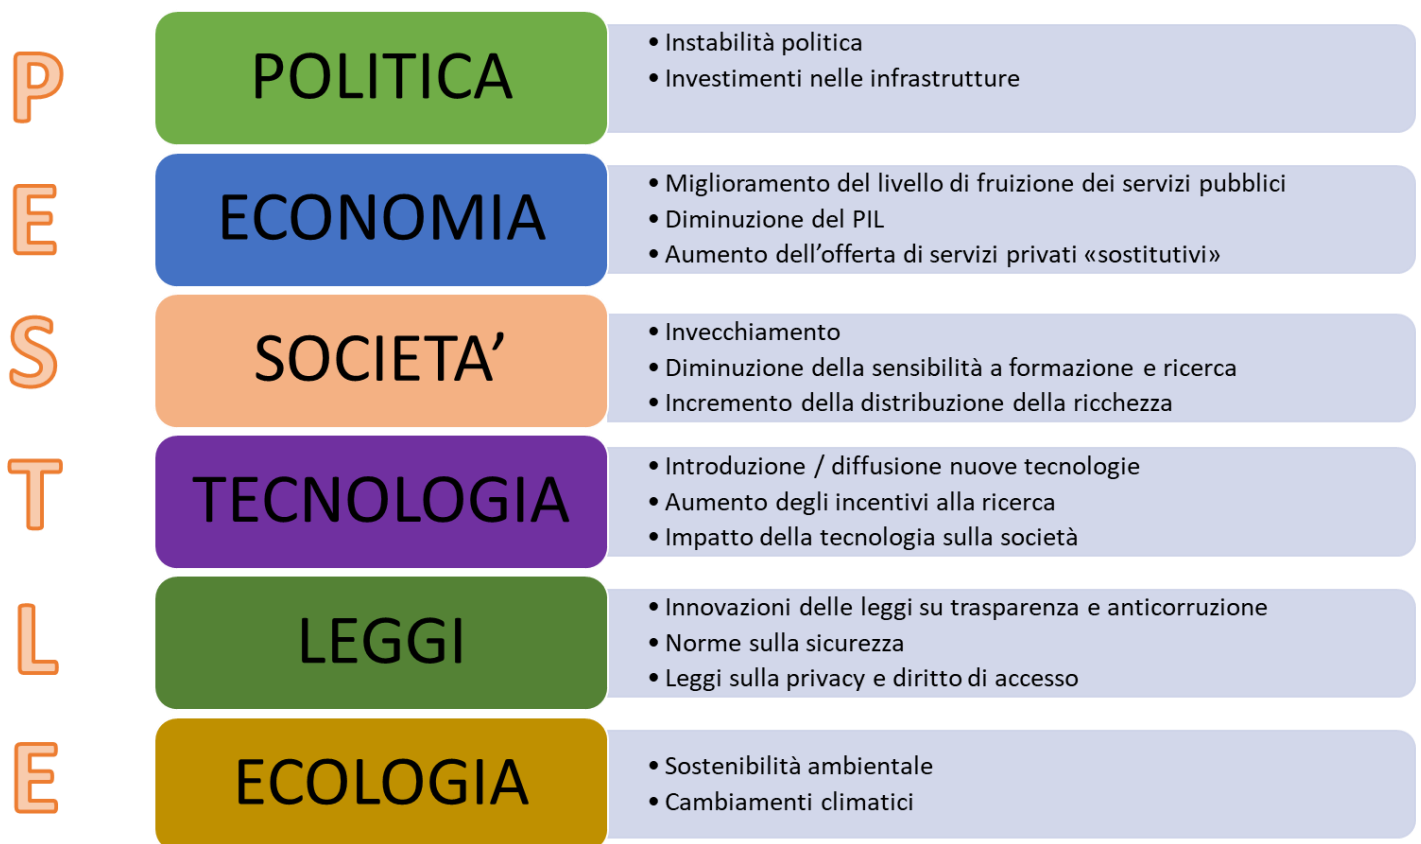 P
POLITICA
• Instabilità politica
• Investimenti nelle infrastrutture
E
ECONOMIA
• Miglioramento del livello di fruizione dei servizi pubblici
• Diminuzione del PIL
• Aumento dell’offerta di servizi privati «sostitutivi»
S
SOCIETA’
• Invecchiamento
• Diminuzione della sensibilità a formazione e ricerca
• Incremento della distribuzione della ricchezza
T
TECNOLOGIA
• Introduzione / diffusione nuove tecnologie
• Aumento degli incentivi alla ricerca
• Impatto della tecnologia sulla società
L
LEGGI
• Innovazioni delle leggi su trasparenza e anticorruzione
• Norme sulla sicurezza
• Leggi sulla privacy e diritto di accesso
E
ECOLOGIA
• Sostenibilità ambientale
• Cambiamenti climatici